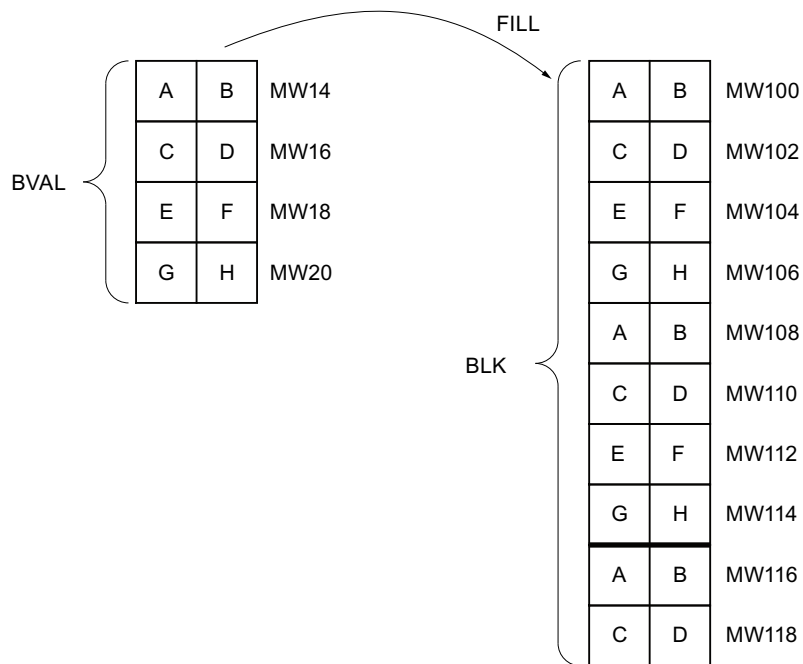 FILL
A B MW14 A B MW100
C D MW16 C D MW102
BVAL
E F MW18 E F MW104
G H MW20 G H MW106
A B MW108
BLK
C D MW110
E F MW112
G H MW114
A B MW116
C D MW118